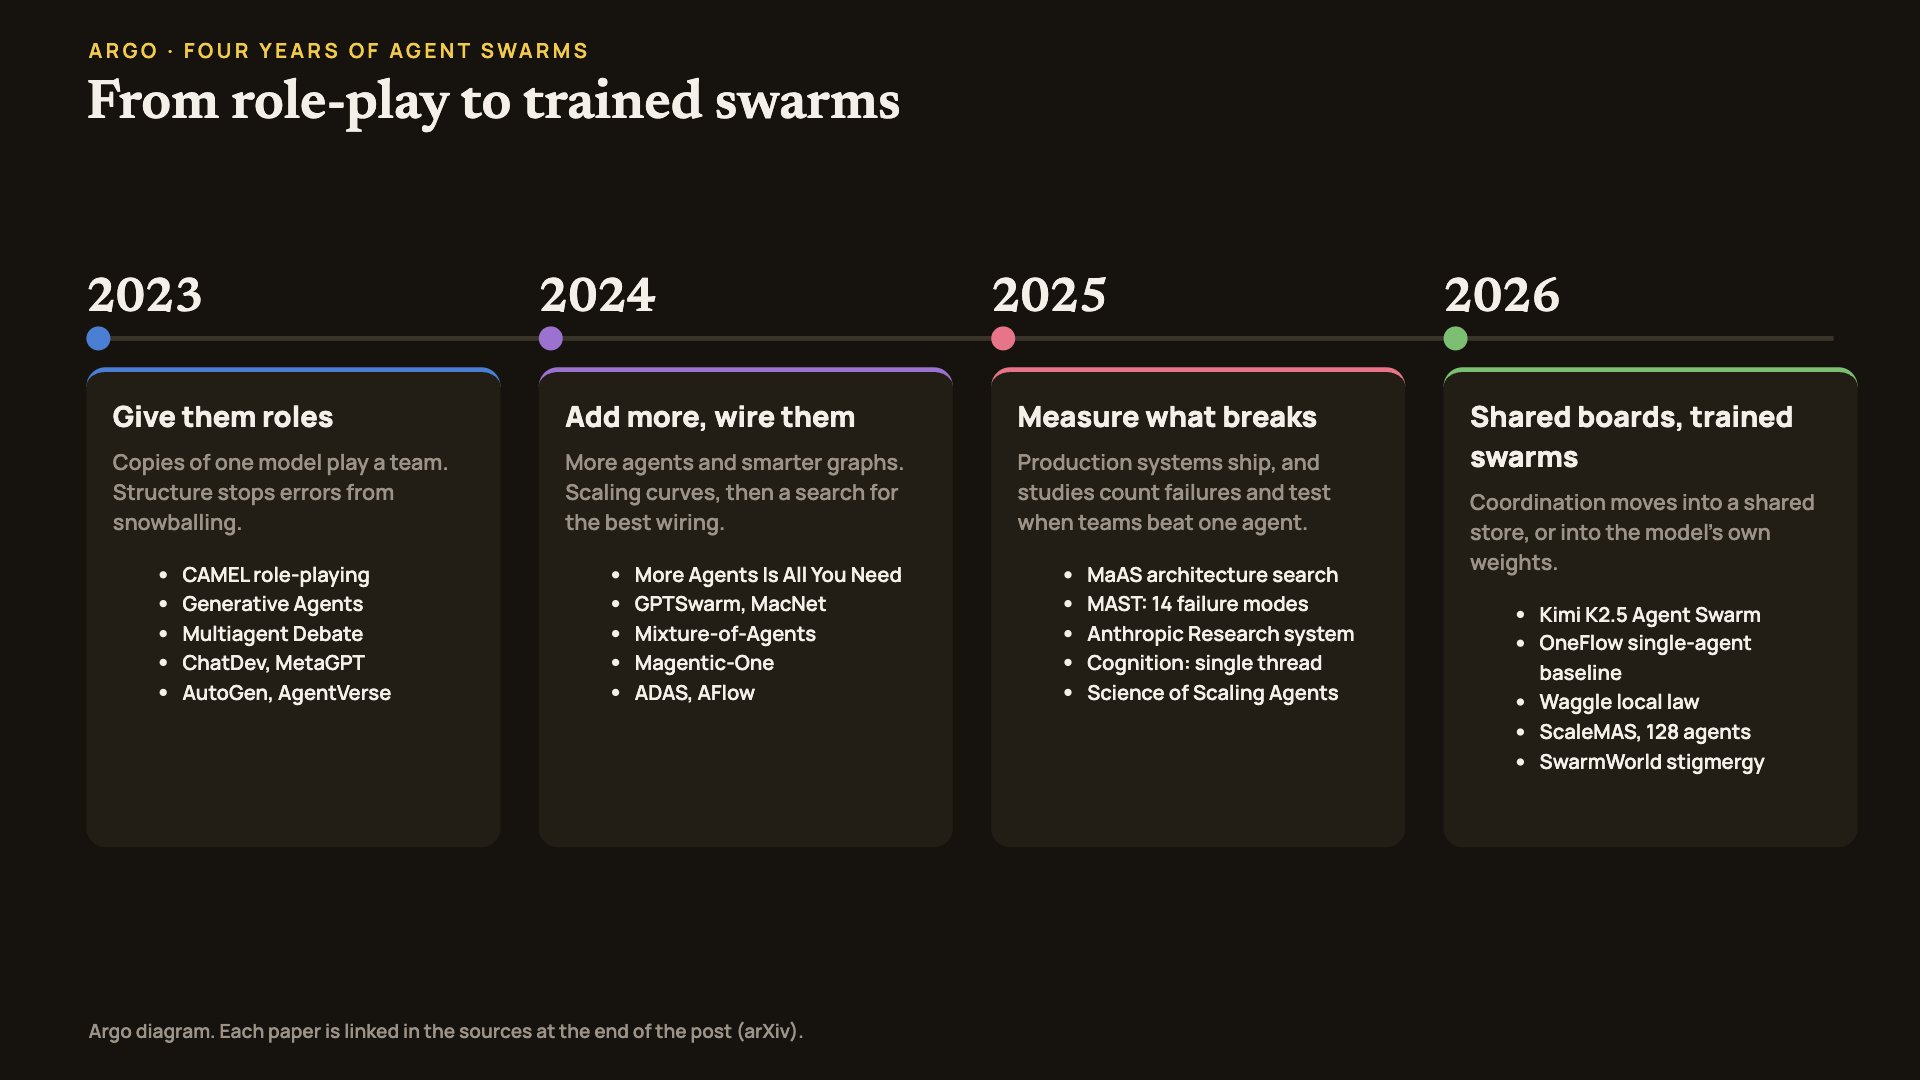 ARGO · FOUR YEARS OF AGENT SWARMS
From role-play to trained swarms
2023
Give them roles
Copies of one model play a team.
Structure stops errors from
snowballing.
• CAMEL role-playing
• Generative Agents
• Multiagent Debate
• ChatDev, MetaGPT
• AutoGen, AgentVerse
2024
Add more, wire them
More agents and smarter graphs.
Scaling curves, then a search for
the best wiring.
• More Agents Is All You Need
• GPTSwarm, MacNet
• Mixture-of-Agents
• Magentic-One
• ADAS, AFlow
2025
Measure what breaks
Production systems ship, and
studies count failures and test
when teams beat one agent.
• MaAS architecture search
• MAST: 14 failure modes
• Anthropic Research system
• Cognition: single thread
• Science of Scaling Agents
2026
Shared boards, trained
swarms
Coordination moves into a shared
store, or into the model's own
weights.
• Kimi K2.5 Agent Swarm
• OneFlow single-agent
baseline
• Waggle local law
• ScaleMAS, 128 agents
• SwarmWorld stigmergy
Argo diagram. Each paper is linked in the sources at the end of the post (arXiv).